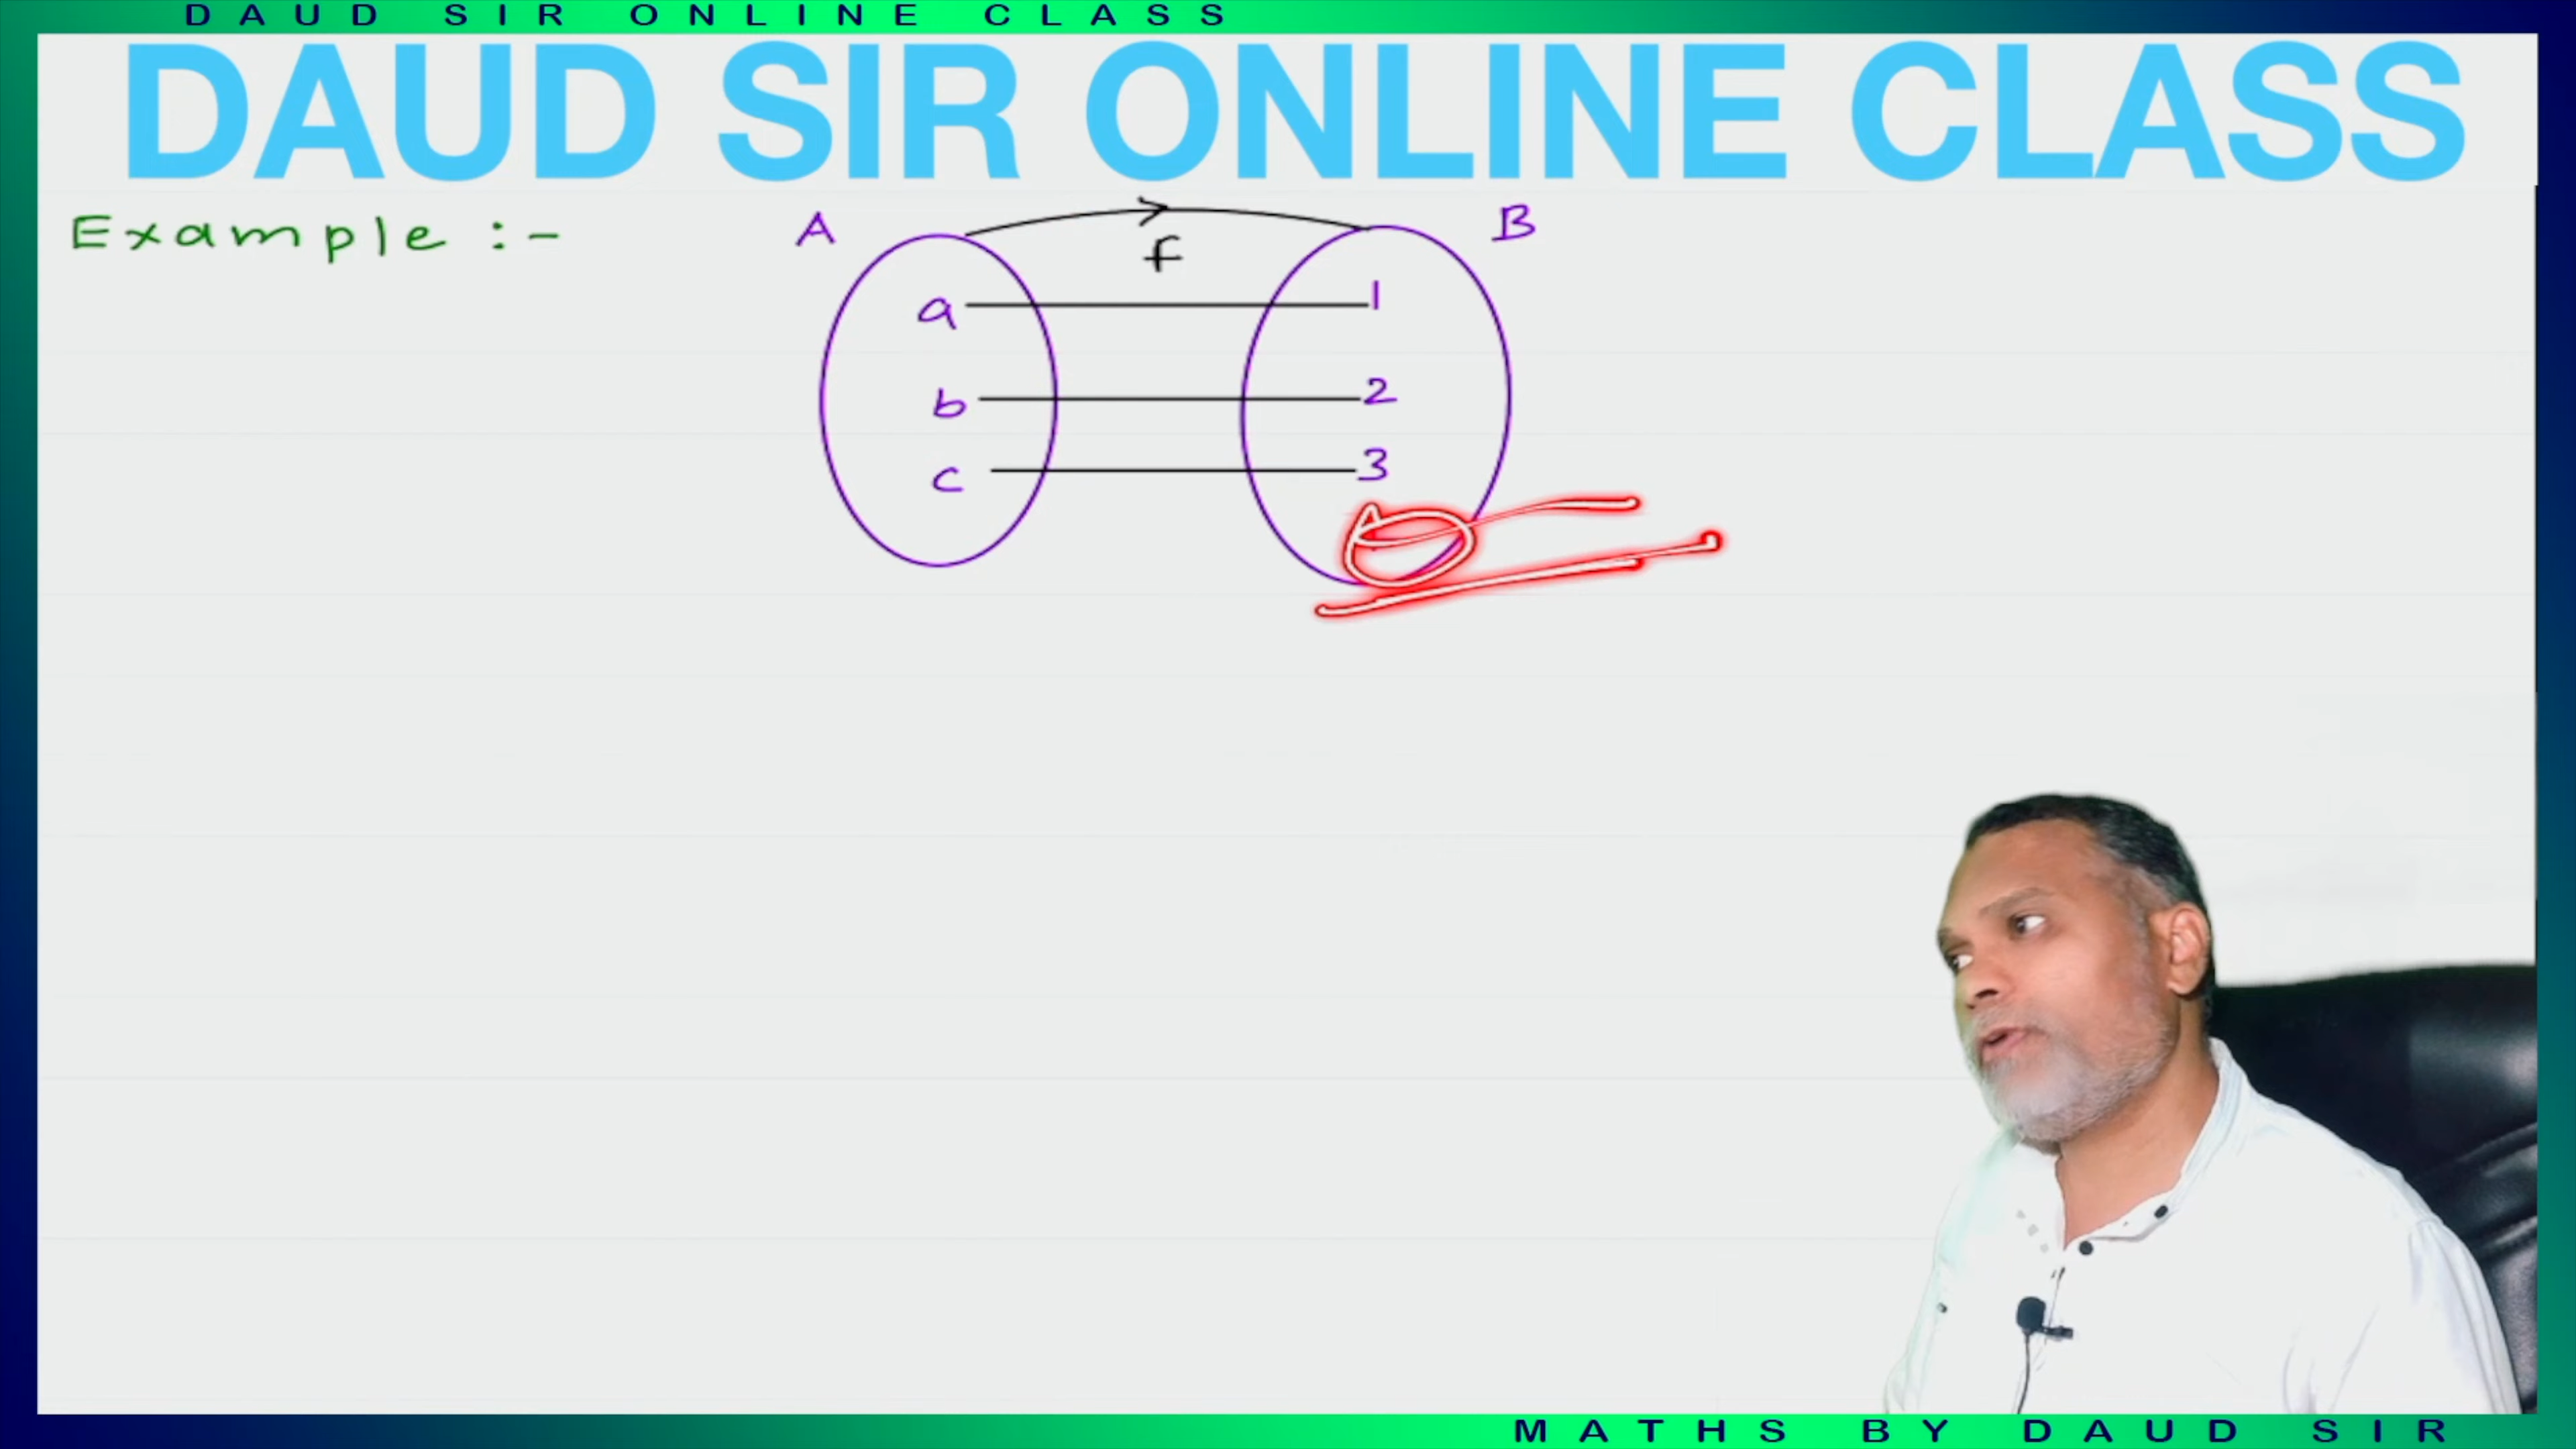 DAUD SIR ONLINE CLASS
DAUD SIR ONLINE CLASS
Example :-
A
B
f
a
1
b
2
c
3
MATHS BY DAUD SIR